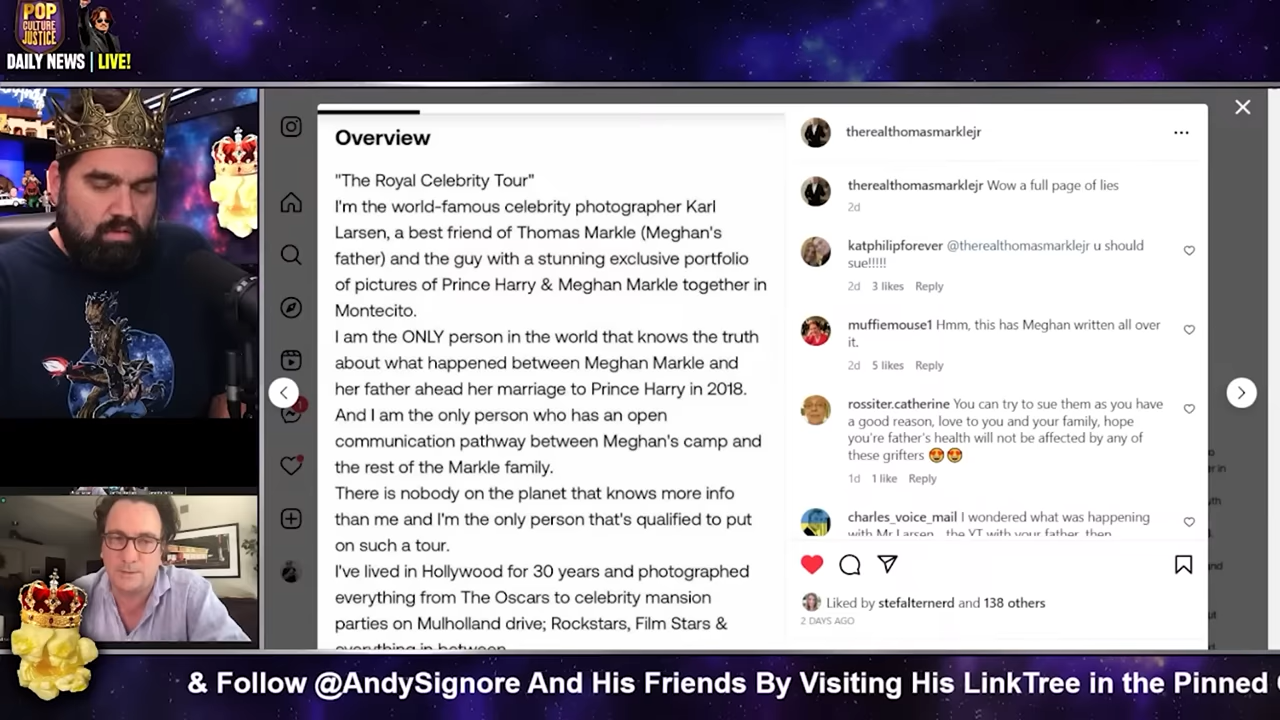 POP
CULTURE
JUSTICE
DAILY NEWS | LIVE!
Overview
"The Royal Celebrity Tour"
I'm the world-famous celebrity photographer Karl
Larsen, a best friend of Thomas Markle (Meghan's
father) and the guy with a stunning exclusive portfolio
of pictures of Prince Harry & Meghan Markle together in
Montecito.
I am the ONLY person in the world that knows the truth
about what happened between Meghan Markle and
her father ahead her marriage to Prince Harry in 2018.
And I am the only person who has an open
communication pathway between Meghan's camp and
the rest of the Markle family.
There is nobody on the planet that knows more info
than me and I'm the only person that's qualified to put
on such a tour.
I've lived in Hollywood for 30 years and photographed
everything from The Oscars to celebrity mansion
parties on Mulholland drive; Rockstars, Film Stars &
everything in between
therealthomasmarklejr
therealthomasmarklejr Wow a full page of lies
2d
katphilipforever @therealthomasmarklejr u should
sue!!!!!
2d 3 likes Reply
muffiemouse1 Hmm, this has Meghan written all over
it.
2d 5 likes Reply
rossiter.catherine You can try to sue them as you have
a good reason, love to you and your family, hope
you're father's health will not be affected by any of
these grifters 😍😍
1d 1 like Reply
charles_voice_mail I wondered what was happening
with Mr Larsen.. the YT with your father, then
Liked by stefalternerd and 138 others
2 DAYS AGO
& Follow @AndySignore And His Friends By Visiting His LinkTree in the Pinned